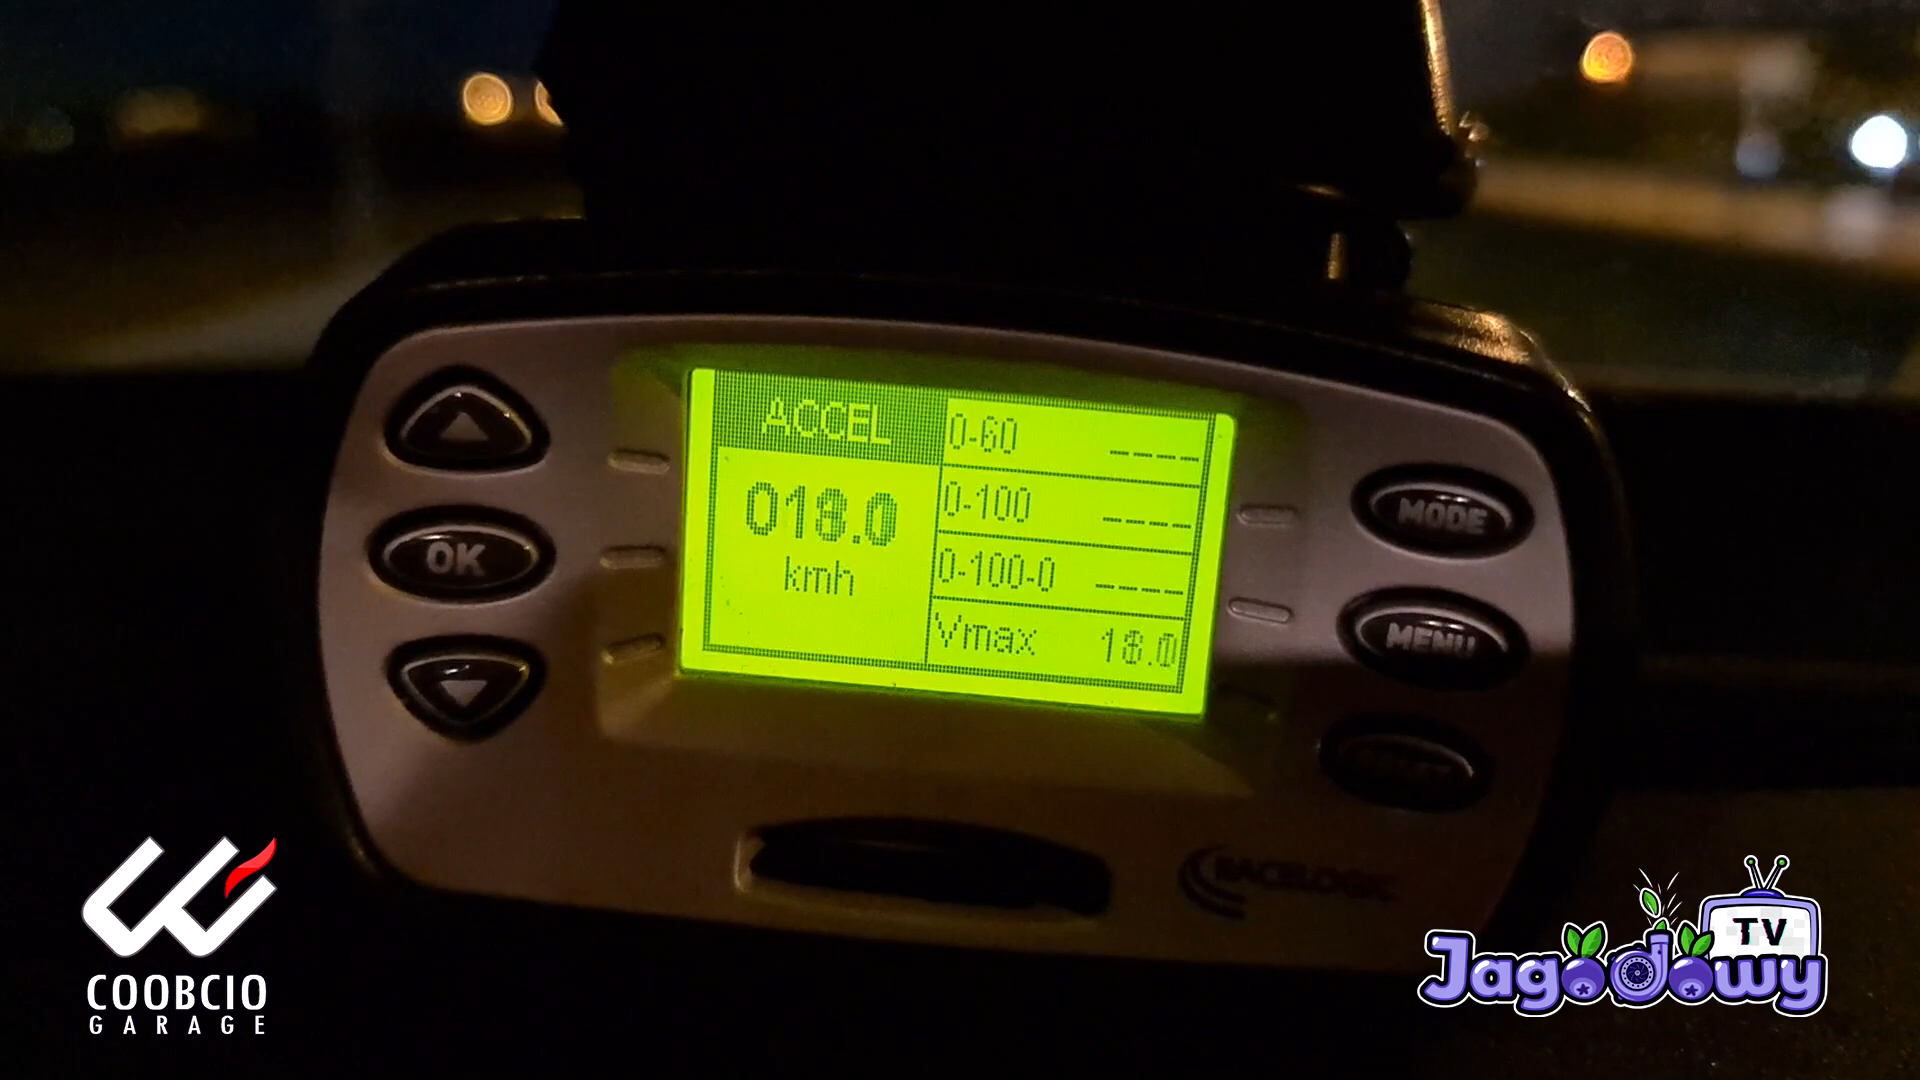 ACCEL
018.0
kmh
0-60 ----
0-100 ----
0-100-0 ----
Vmax 18.0
OK
MODE
MENU
RACELOGIC
COOBCIO
GARAGE
TV
Jagodowy